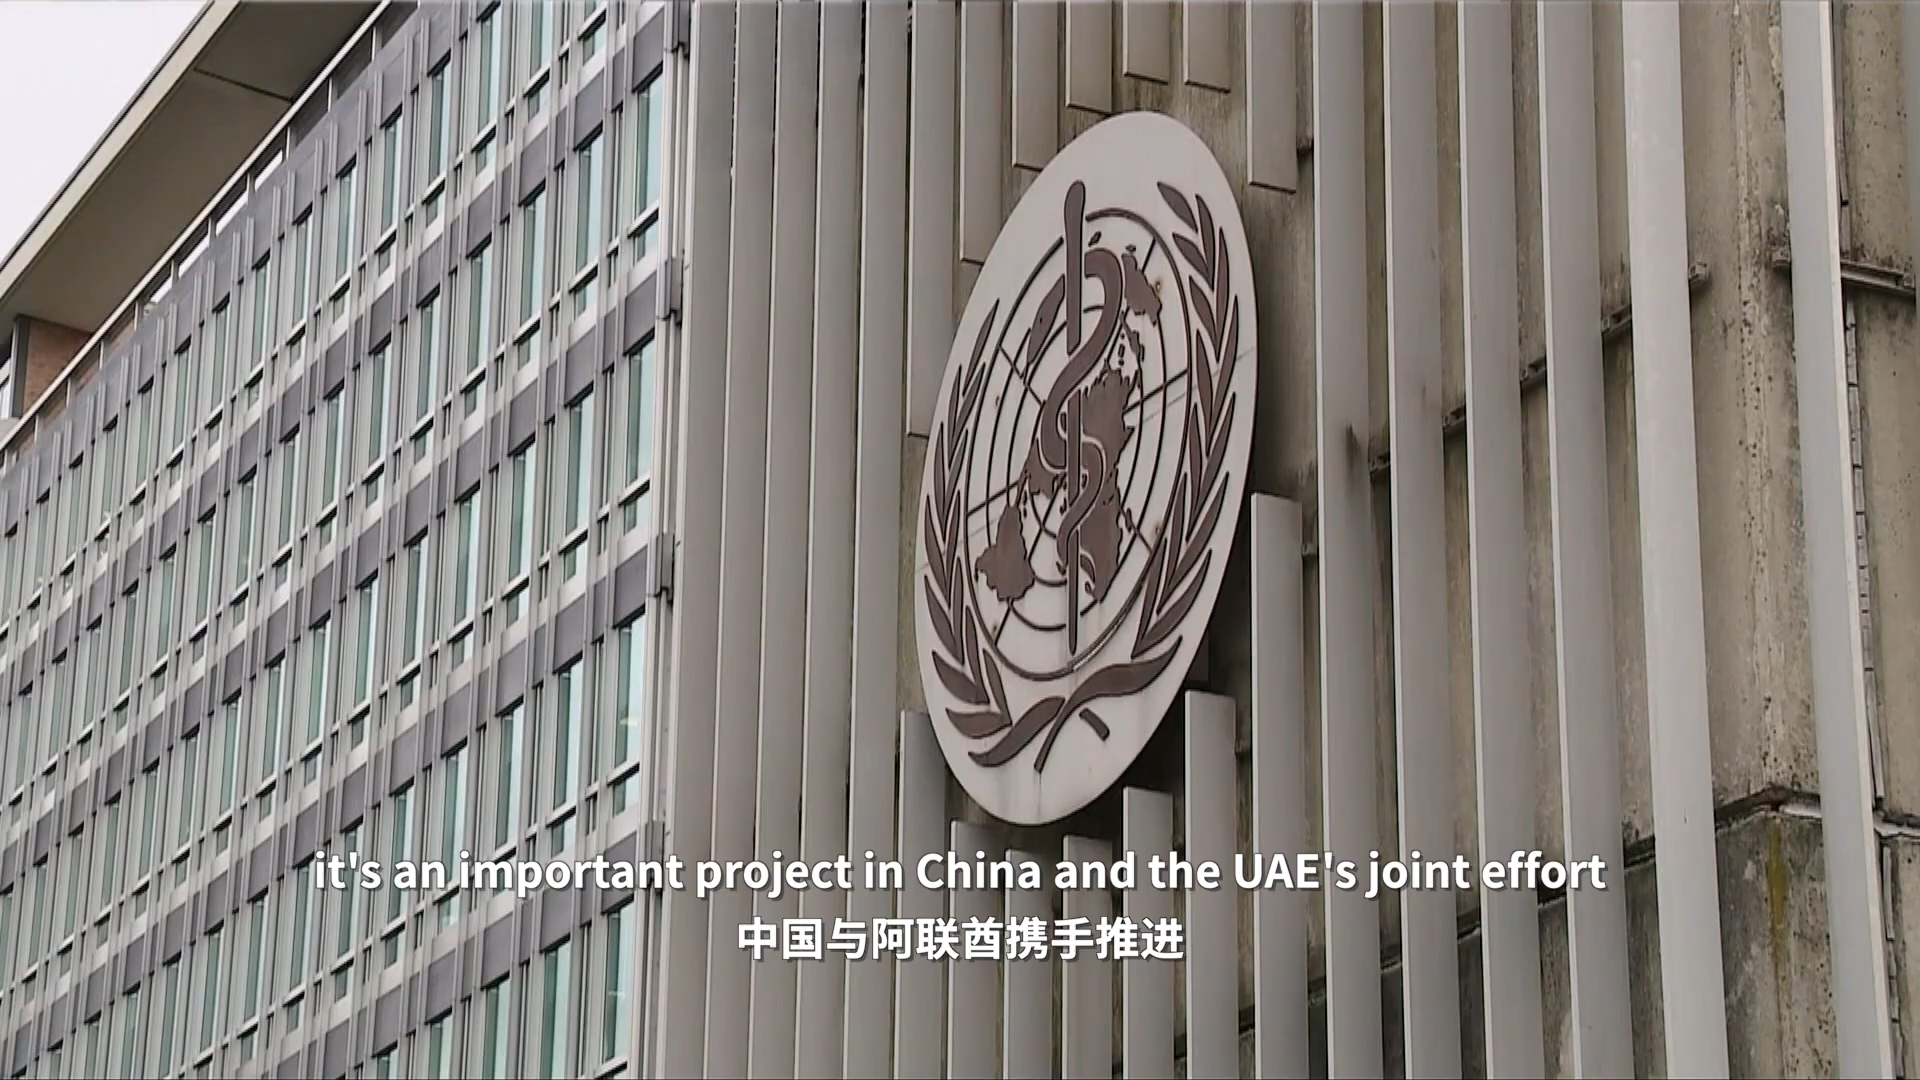 it's an important project in China and the UAE's joint effort
中国与阿联酋携手推进